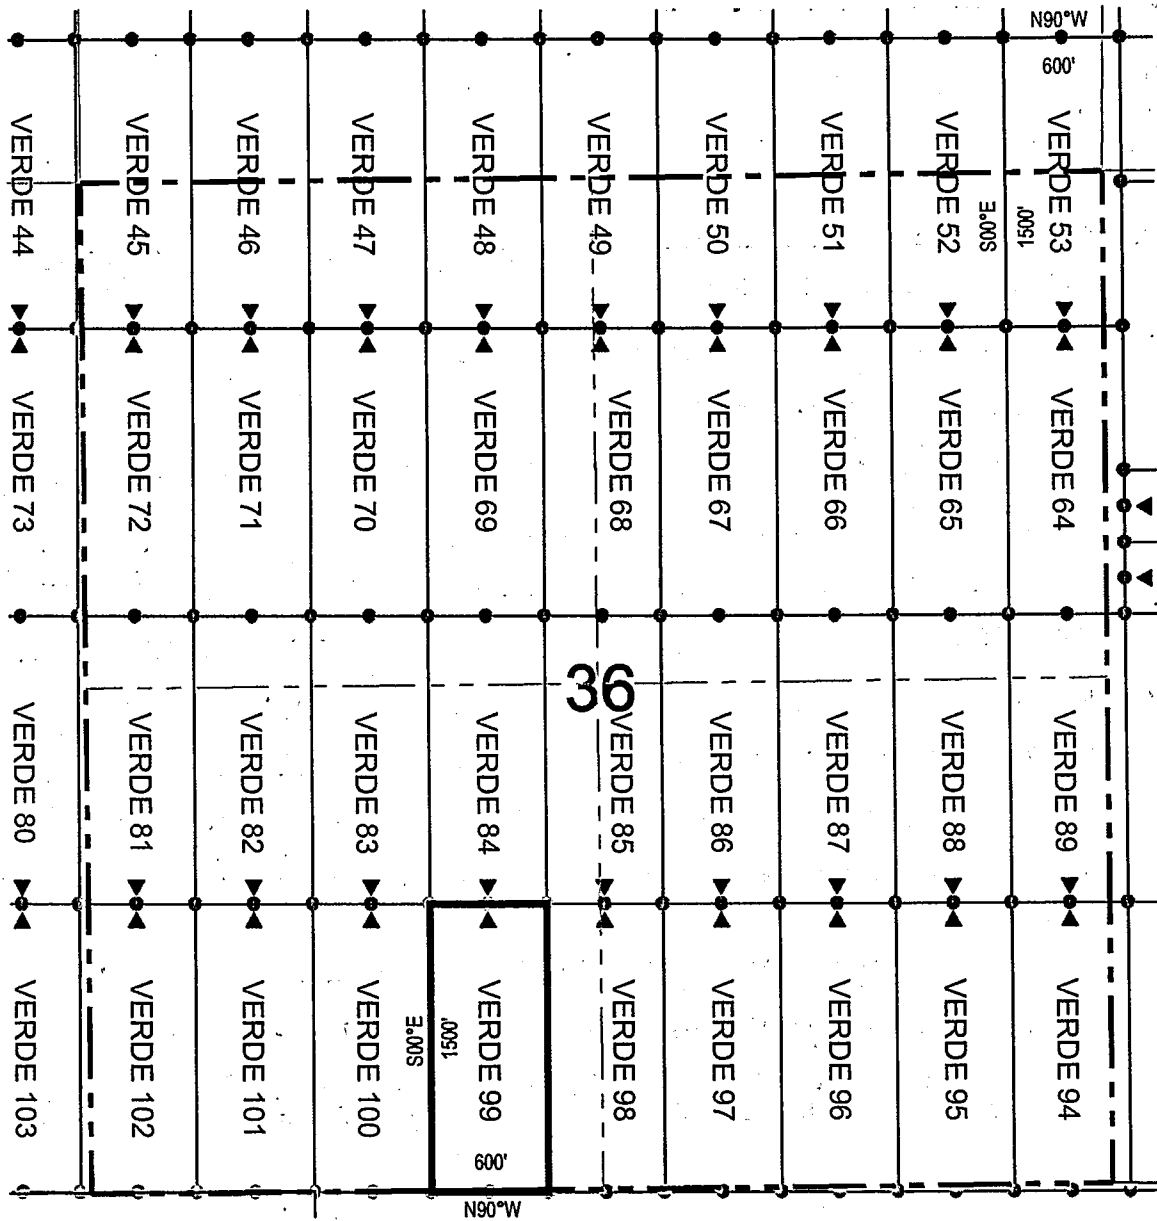 N90°W
600'
VERDE 44
VERDE 45
VERDE 46
VERDE 47
VERDE 48
VERDE 49
VERDE 50
VERDE 51
VERDE 52
S00°E
1500'
VERDE 53
VERDE 73
VERDE 72
VERDE 71
VERDE 70
VERDE 69
VERDE 68
VERDE 67
VERDE 66
VERDE 65
VERDE 64
36
VERDE 80
VERDE 81
VERDE 82
VERDE 83
VERDE 84
VERDE 85
VERDE 86
VERDE 87
VERDE 88
VERDE 89
VERDE 103
VERDE 102
VERDE 101
VERDE 100
S00°E
1500'
VERDE 99
VERDE 98
VERDE 97
VERDE 96
VERDE 95
VERDE 94
600'
N90°W